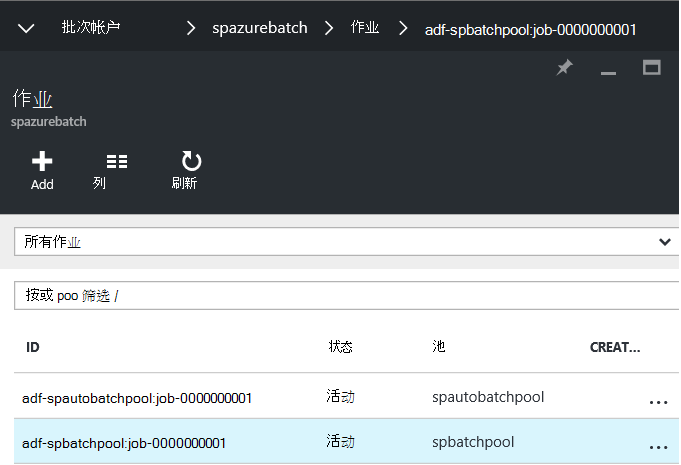 批次帐户 spazurebatch 作业 adf-spbatchpool:job-0000000001
作业
spazurebatch
Add 列 刷新
所有作业
按或 poo 筛选 /
ID 状态 池 CREAT...
adf-spautobatchpool:job-0000000001 活动 spautobatchpool ...
adf-spbatchpool:job-0000000001 活动 spbatchpool ...